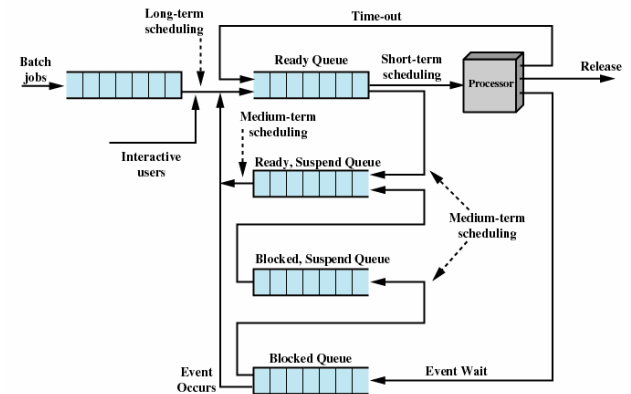 Long-term
scheduling
Time-out
Batch
jobs
Ready Queue
Short-term
scheduling
Processor
Release
Medium-term
scheduling
Interactive
users
Ready, Suspend Queue
Medium-term
scheduling
Blocked, Suspend Queue
Blocked Queue
Event
Occurs
Event Wait